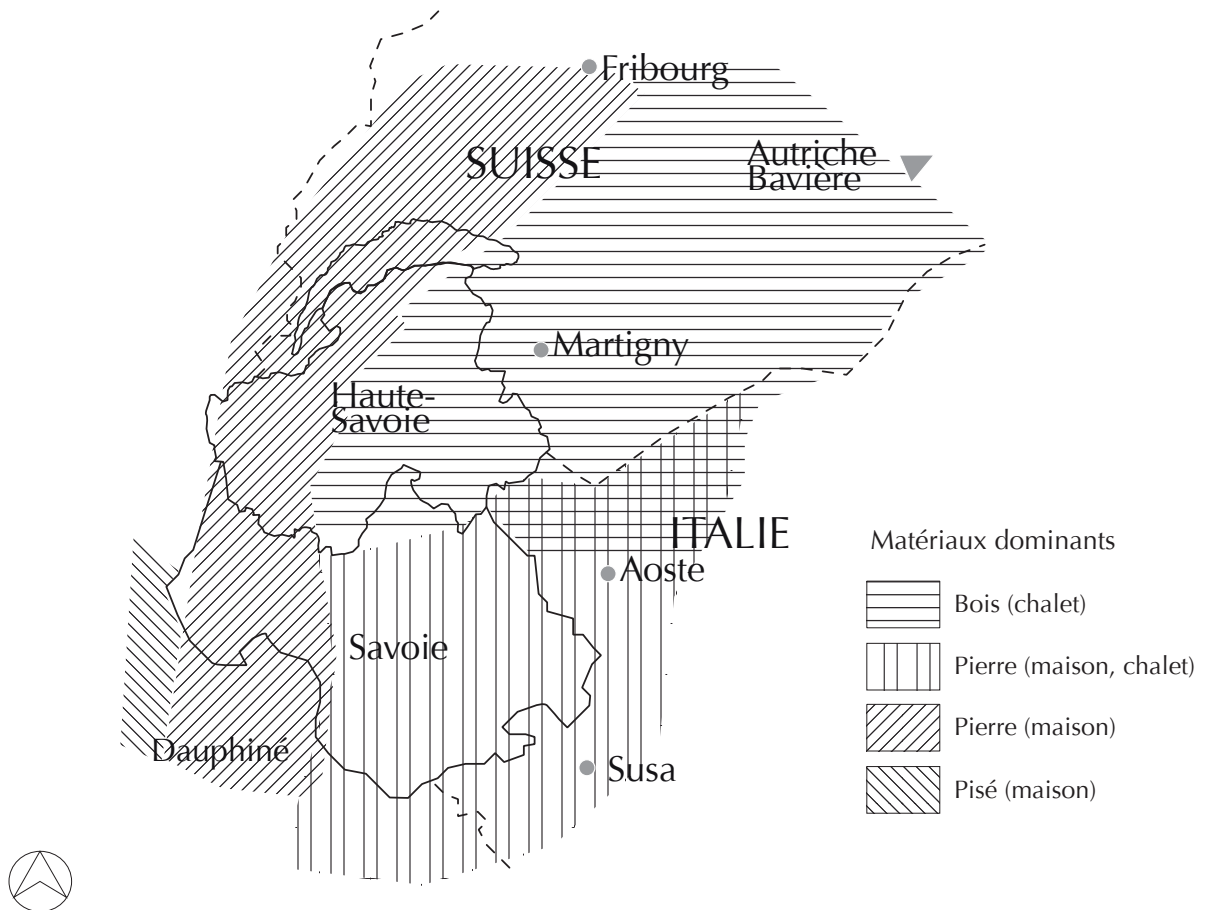 Fribourg
SUISSE
Autriche
Bavière
Martigny
Haute-
Savoie
ITALIE
Aoste
Savoie
Dauphiné
Susa
Matériaux dominants
Bois (chalet)
Pierre (maison, chalet)
Pierre (maison)
Pisé (maison)